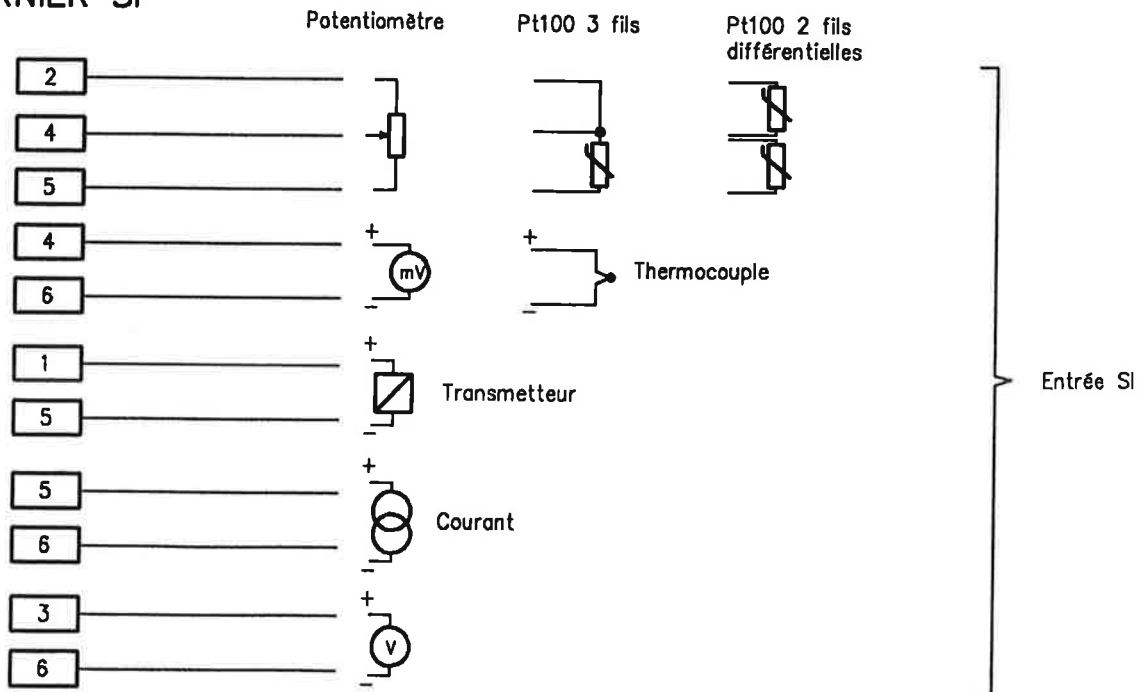 SI
Potentiomètre
Pt100 3 fils
Pt100 2 fils
différentielles
2
4
5
4
+
+
mV
Thermocouple
6
-
-
1
+
Transmetteur
5
-
Entrée SI
5
+
Courant
6
-
3
+
V
6
-